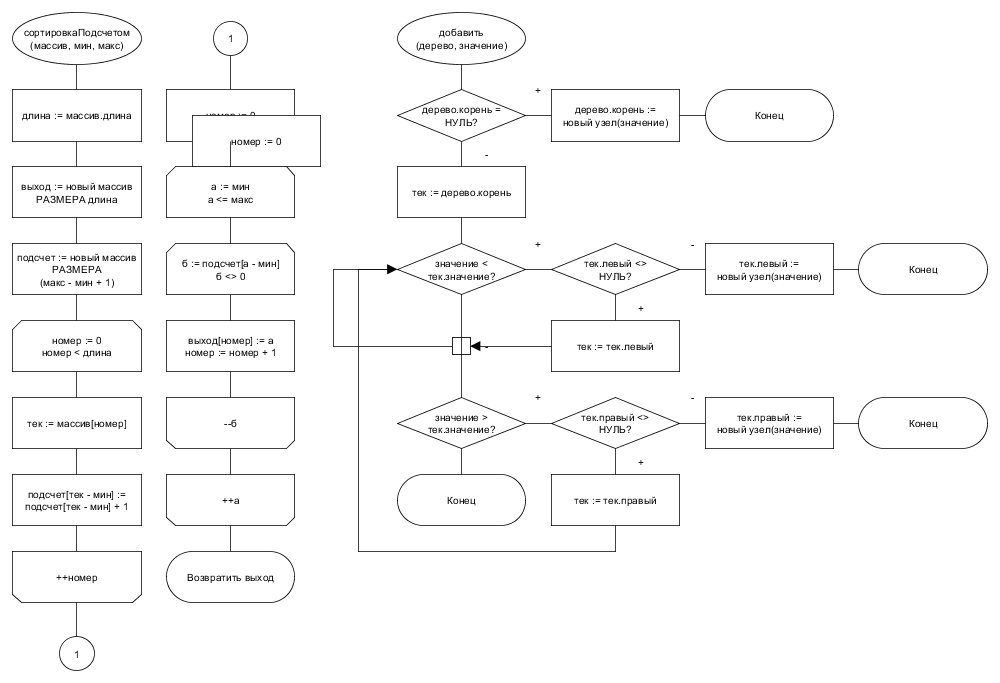 сортировкаПодсчетом
(массив, мин, макс)
длина := массив.длина
выход := новый массив
РАЗМЕРА длина
подсчет := новый массив
РАЗМЕРА
(макс - мин + 1)
номер := 0
номер < длина
тек := массив[номер]
подсчет[тек - мин] :=
подсчет[тек - мин] + 1
++номер
1
1
номер := 0
номер := 0
а := мин
а <= макс
б := подсчет[а - мин]
б <> 0
выход[номер] := а
номер := номер + 1
--б
++а
Возвратить выход
добавить
(дерево, значение)
дерево.корень =
НУЛЬ?
+
дерево.корень :=
новый узел(значение)
Конец
-
тек := дерево.корень
значение <
тек.значение?
+
тек.левый <>
НУЛЬ?
-
тек.левый :=
новый узел(значение)
Конец
+
тек := тек.левый
-
значение >
тек.значение?
+
тек.правый <>
НУЛЬ?
-
тек.правый :=
новый узел(значение)
Конец
+
Конец
тек := тек.правый